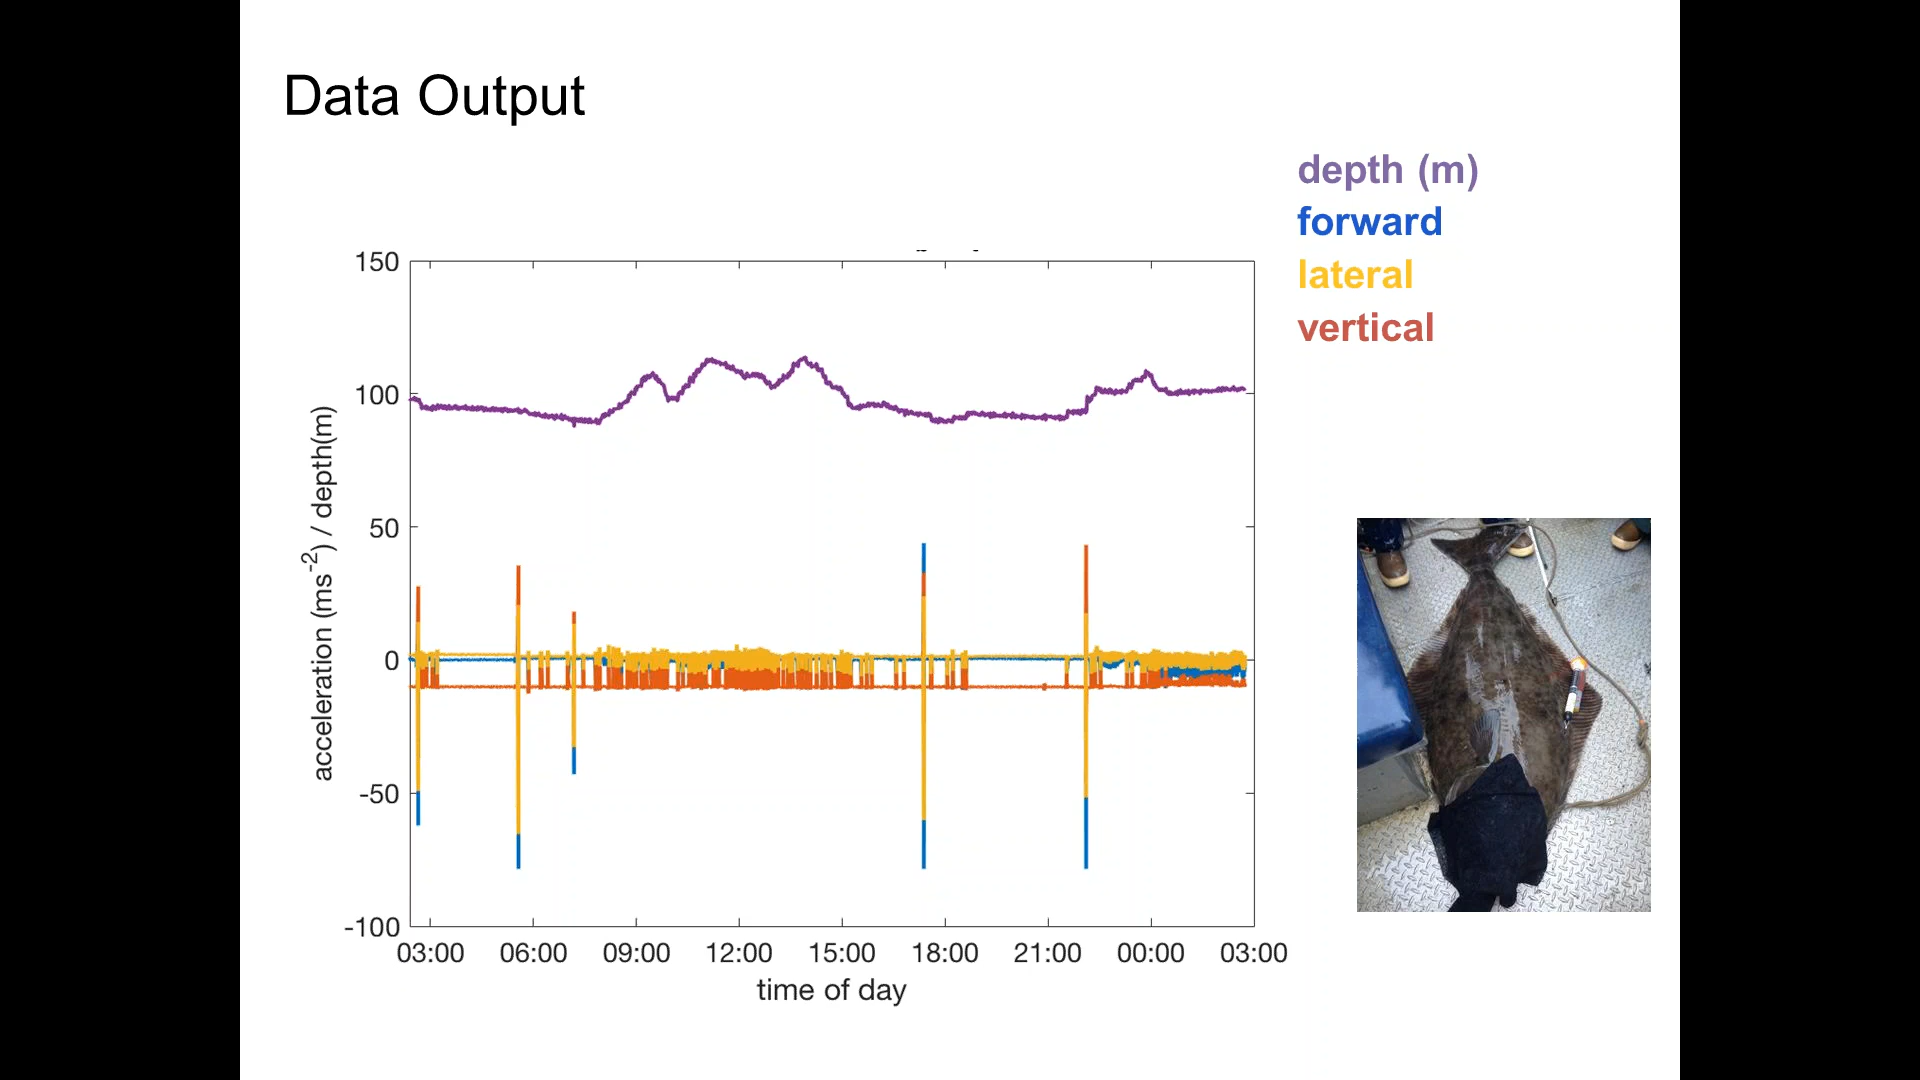 Data Output
depth (m)
forward
lateral
vertical
150
100
50
0
-50
-100
acceleration (ms-2) / depth(m)
03:00 06:00 09:00 12:00 15:00 18:00 21:00 00:00 03:00
time of day